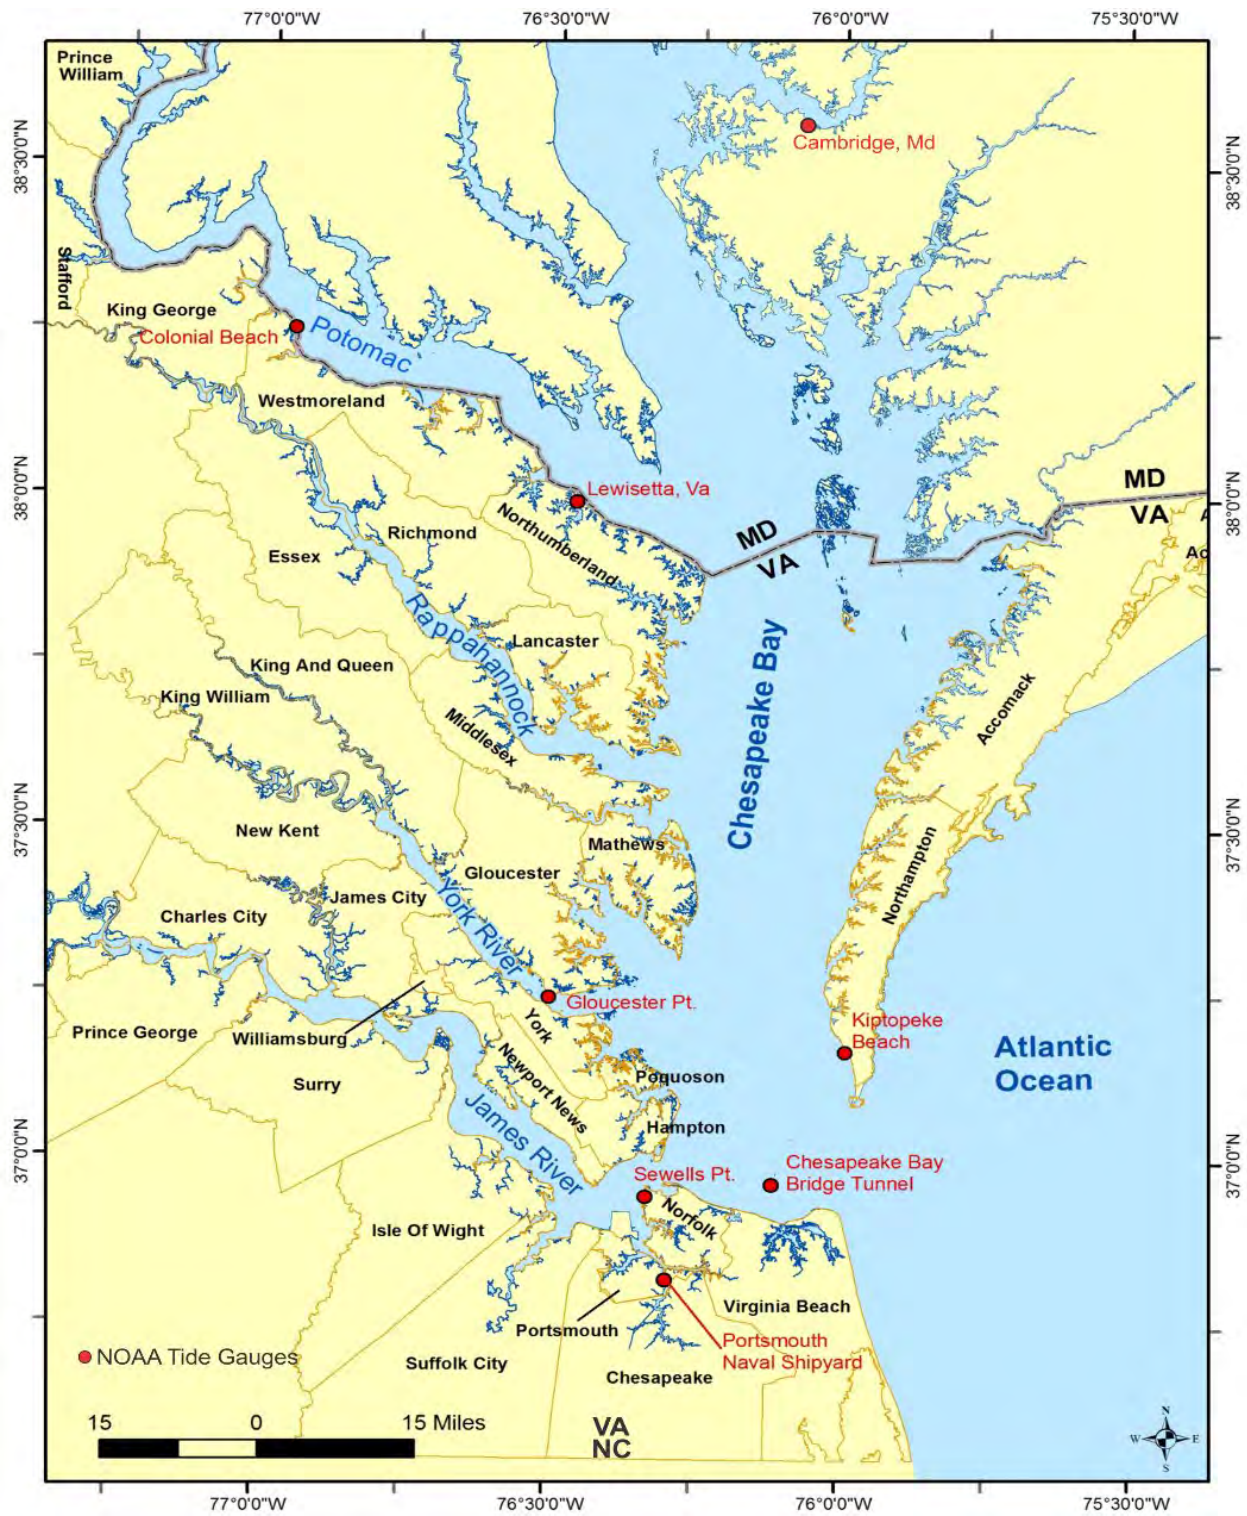 77°0'0"W
76°30'0"W
76°0'0"W
75°30'0"W
Prince
William
38°30'0"N
Cambridge, Md
38°30'0"N
Stafford
King George
Colonial Beach
Potomac
Westmoreland
38°0'0"N
Lewisetta, Va
MD
VA
38°0'0"N
Northumberland
Richmond
MD
VA
Ac
Essex
Rappahannock
Lancaster
Chesapeake Bay
King And Queen
King William
Accomack
Middlesex
37°30'0"N
New Kent
Mathews
37°30'0"N
Gloucester
Northampton
James City
York River
Charles City
Gloucester Pt.
Kiptopeke
Beach
Prince George
Williamsburg
York
Atlantic
Ocean
Surry
Newport News
Poquoson
James River
Hampton
37°0'0"N
Sewells Pt.
Chesapeake Bay
Bridge Tunnel
37°0'0"N
Norfolk
Isle Of Wight
Virginia Beach
Portsmouth
Portsmouth
Naval Shipyard
NOAA Tide Gauges
Suffolk City
Chesapeake
15 0 15 Miles
VA
NC
N
W E
S
77°0'0"W
76°30'0"W
76°0'0"W
75°30'0"W